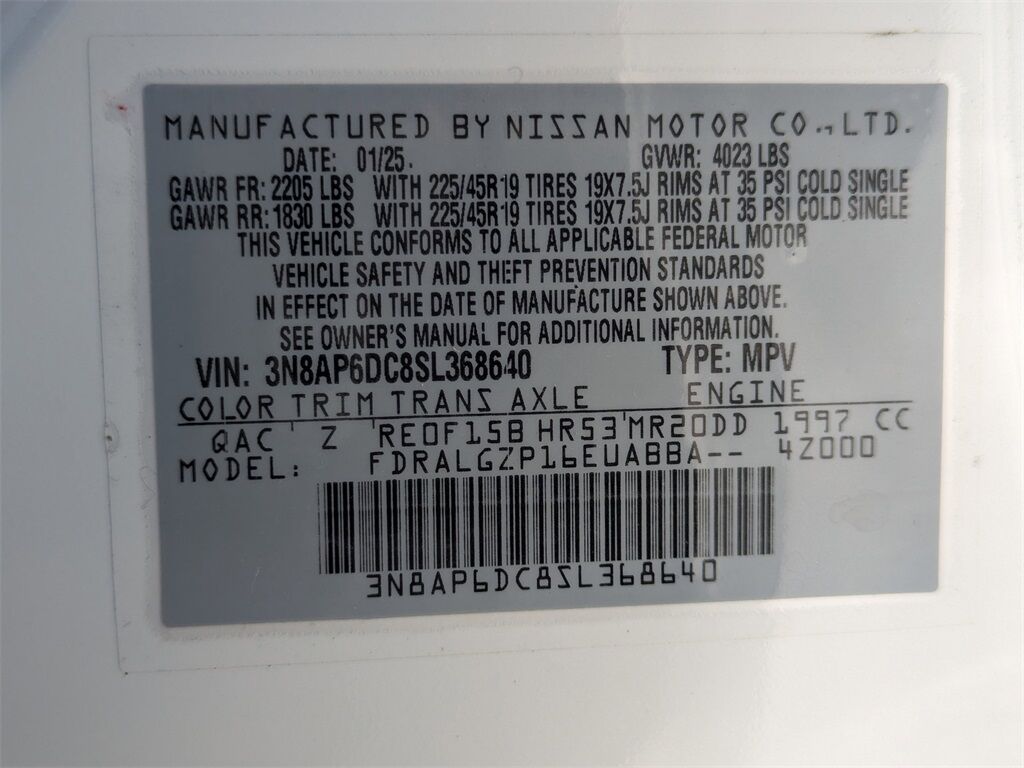 MANUFACTURED BY NISSAN MOTOR CO., LTD.
DATE: 01/25. GVWR: 4023 LBS
GAWR FR: 2205 LBS WITH 225/45R19 TIRES 19X7.5J RIMS AT 35 PSI COLD SINGLE
GAWR RR: 1830 LBS WITH 225/45R19 TIRES 19X7.5J RIMS AT 35 PSI COLD SINGLE
THIS VEHICLE CONFORMS TO ALL APPLICABLE FEDERAL MOTOR
VEHICLE SAFETY AND THEFT PREVENTION STANDARDS
IN EFFECT ON THE DATE OF MANUFACTURE SHOWN ABOVE.
SEE OWNER'S MANUAL FOR ADDITIONAL INFORMATION.
VIN: 3N8AP6DC8SL368640 TYPE: MPV
COLOR TRIM TRANS AXLE ENGINE
QAC Z RE0F15B HR53 MR20DD 1997 CC
MODEL: FDRALGZP16EUABBA-- 4Z000
3N8AP6DC8SL368640